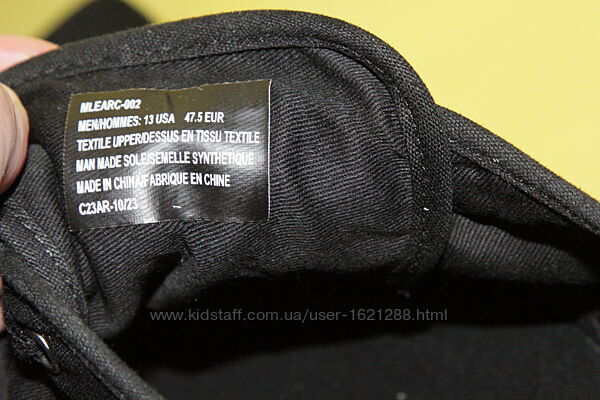 MLEARC-002
MEN/HOMMES: 13 USA 47.5 EUR
TEXTILE UPPER/DESSUS EN TISSU TEXTILE
MAN MADE SOLE/SEMELLE SYNTHETIQUE
MADE IN CHINA/FABRIQUE EN CHINE
C23AR-10/23
www.kidstaff.com.ua/user-1621288.html